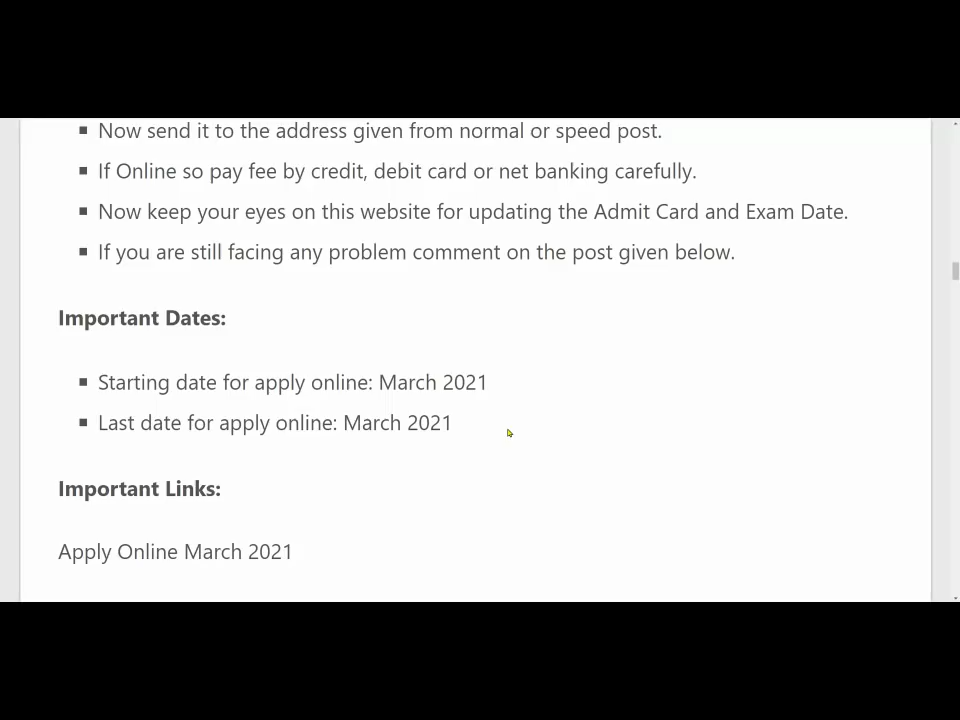 Now send it to the address given from normal or speed post.
If Online so pay fee by credit, debit card or net banking carefully.
Now keep your eyes on this website for updating the Admit Card and Exam Date.
If you are still facing any problem comment on the post given below.
Important Dates:
Starting date for apply online: March 2021
Last date for apply online: March 2021
Important Links:
Apply Online March 2021